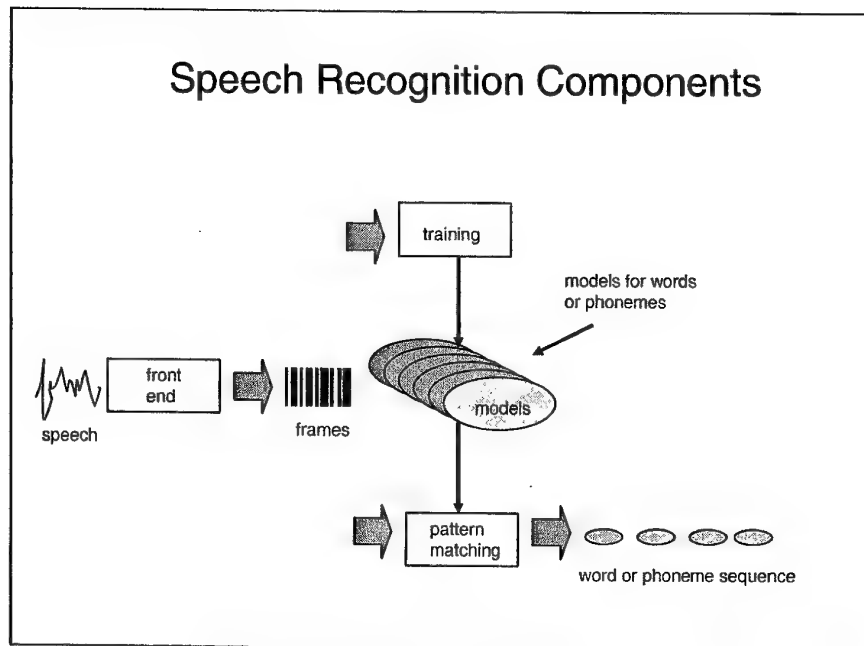 Speech Recognition Components
training
models for words
or phonemes
front
end
speech
frames
models
pattern
matching
word or phoneme sequence